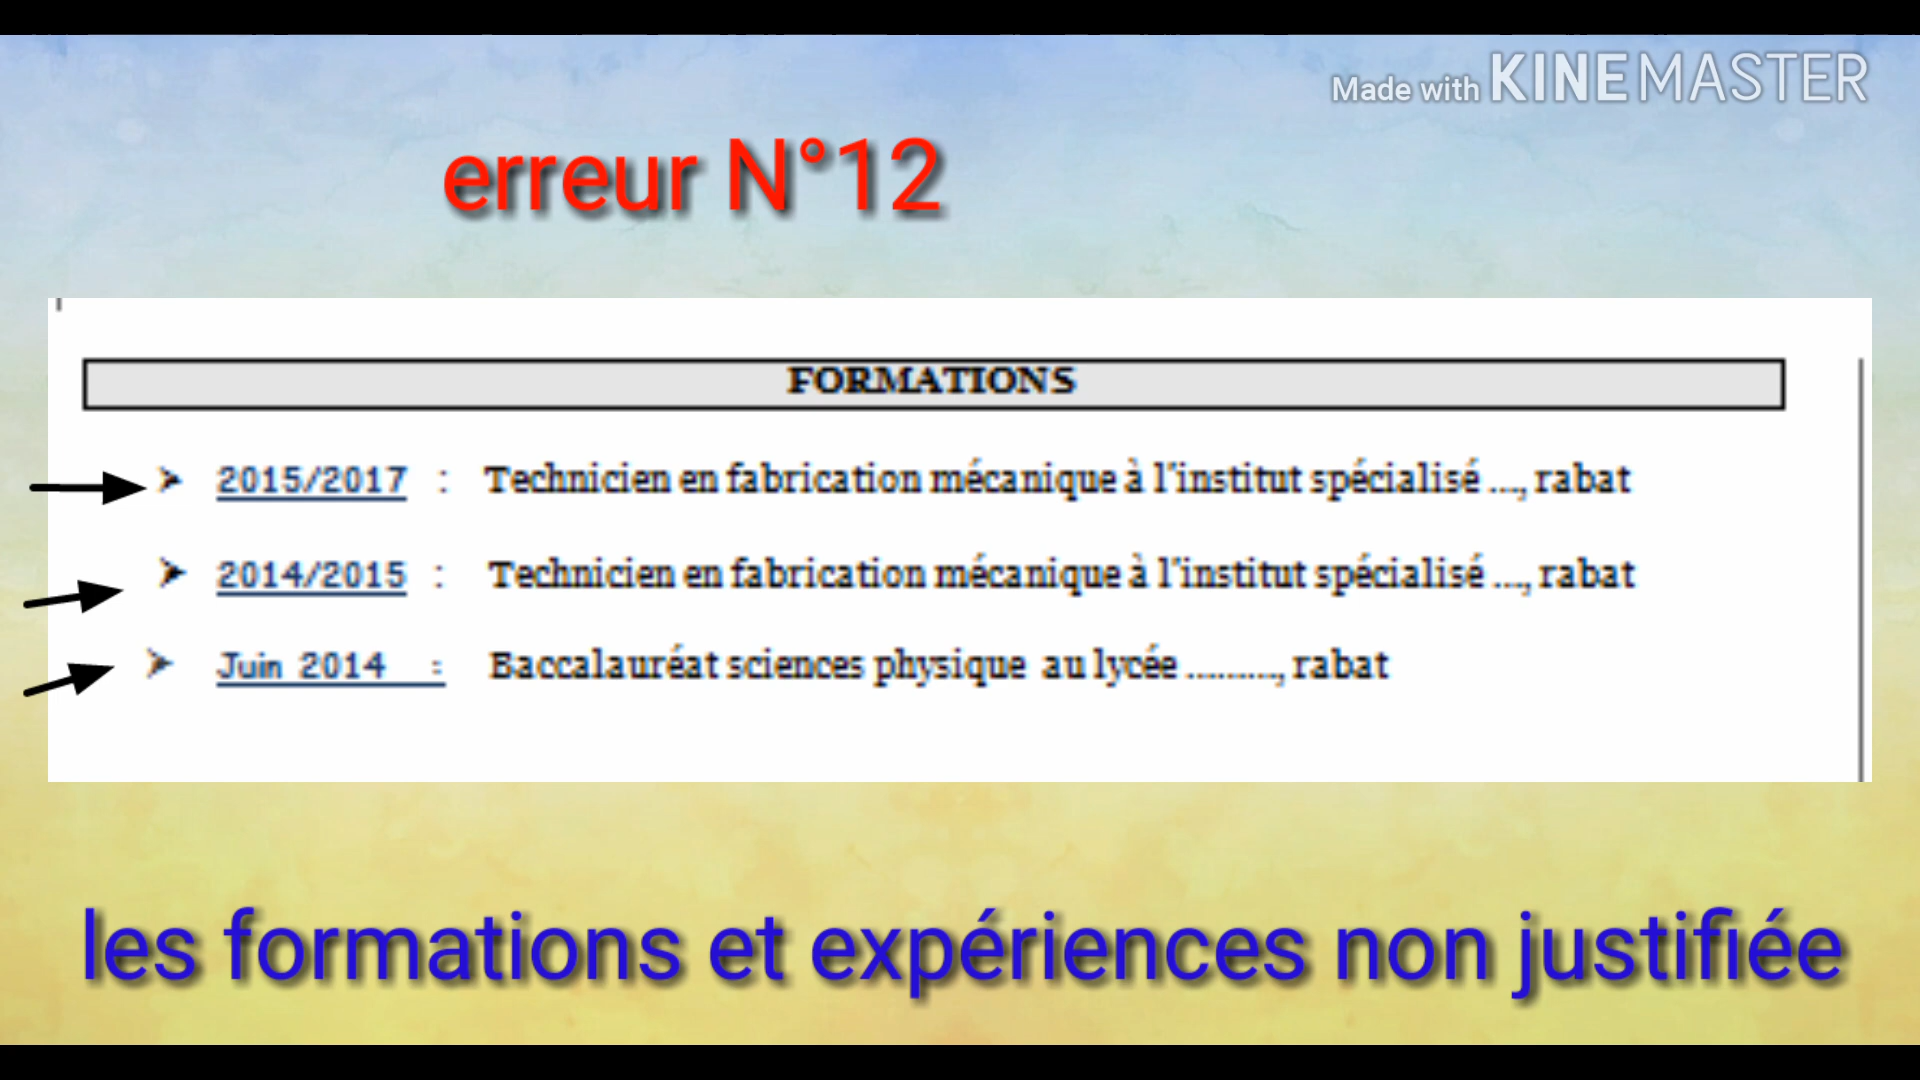 Made with KINEMASTER
erreur N°12
FORMATIONS
➤ 2015/2017 : Technicien en fabrication mécanique à l'institut spécialisé ..., rabat
➤ 2014/2015 : Technicien en fabrication mécanique à l'institut spécialisé ..., rabat
➤ Juin 2014 : Baccalauréat sciences physique au lycée .........., rabat
les formations et expériences non justifiée